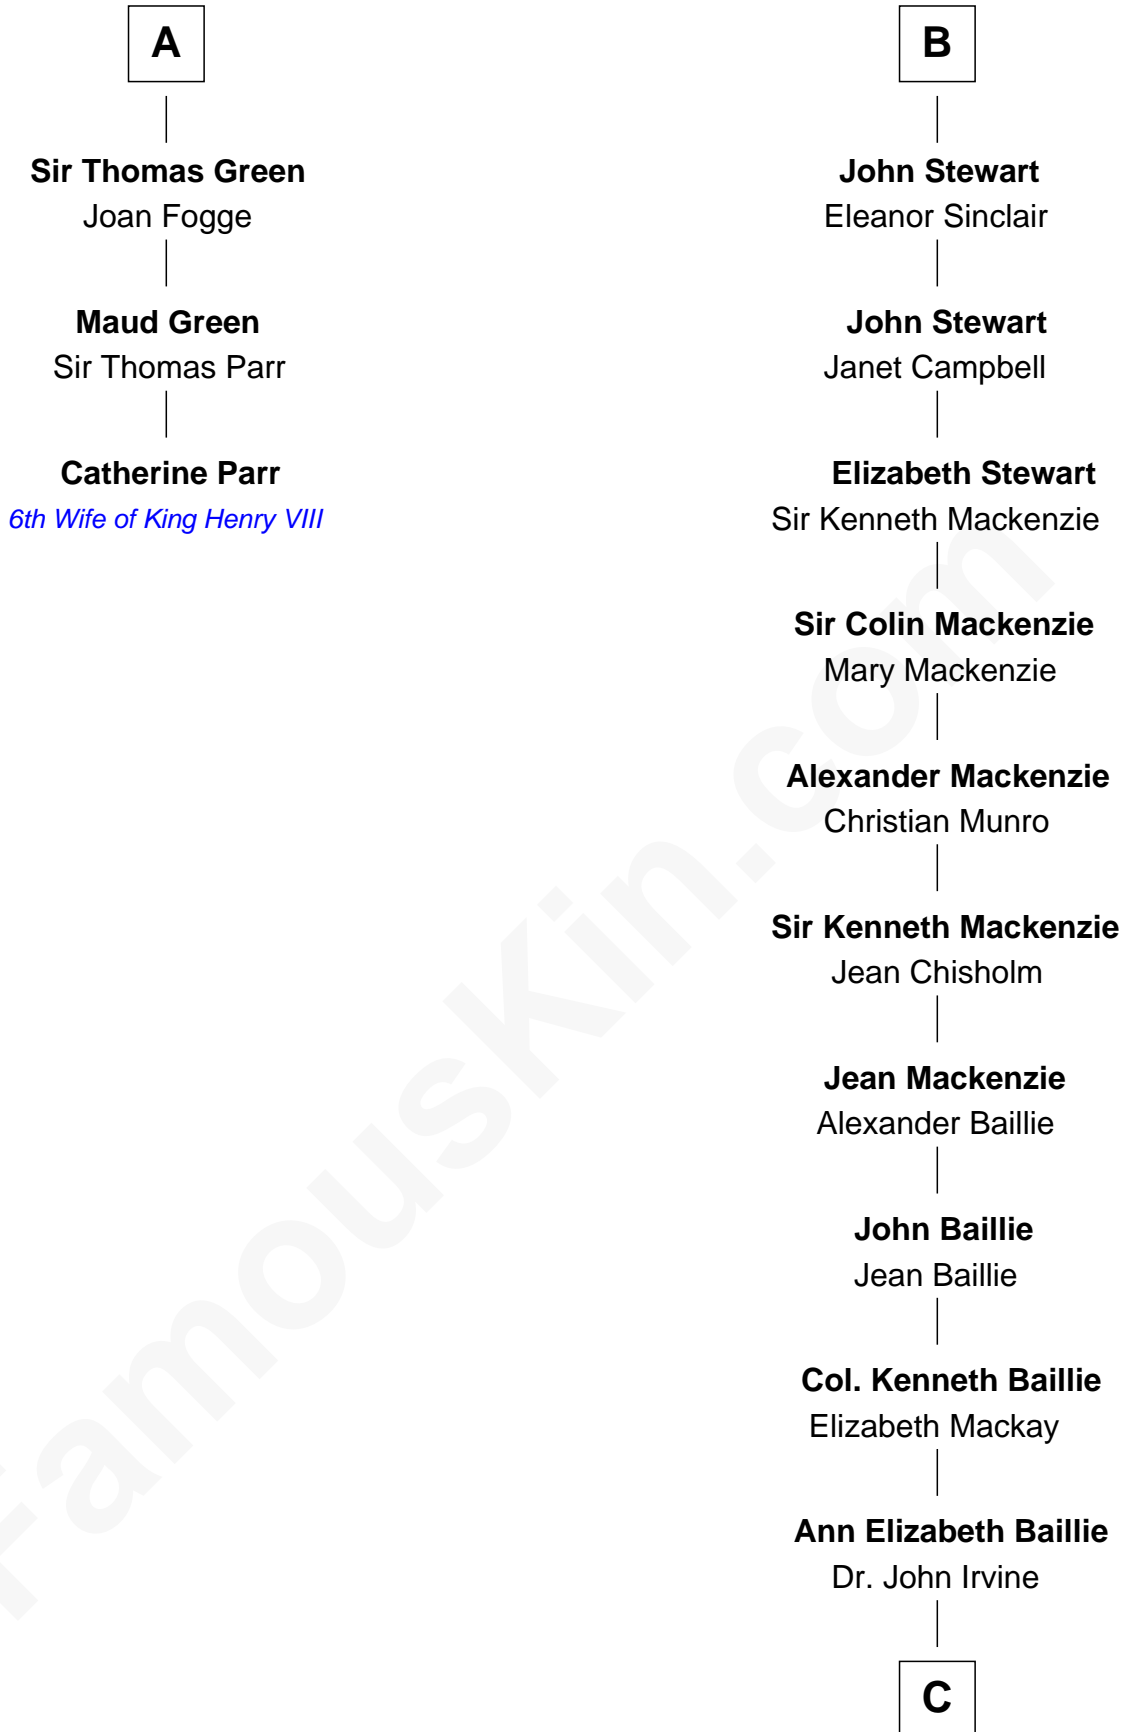 A
Sir Thomas Green
Joan Fogge
Maud Green
Sir Thomas Parr
Catherine Parr
6th Wife of King Henry VIII
B
John Stewart
Eleanor Sinclair
John Stewart
Janet Campbell
Elizabeth Stewart
Sir Kenneth Mackenzie
Sir Colin Mackenzie
Mary Mackenzie
Alexander Mackenzie
Christian Munro
Sir Kenneth Mackenzie
Jean Chisholm
Jean Mackenzie
Alexander Baillie
John Baillie
Jean Baillie
Col. Kenneth Baillie
Elizabeth Mackay
Ann Elizabeth Baillie
Dr. John Irvine
C
FamousKin.com